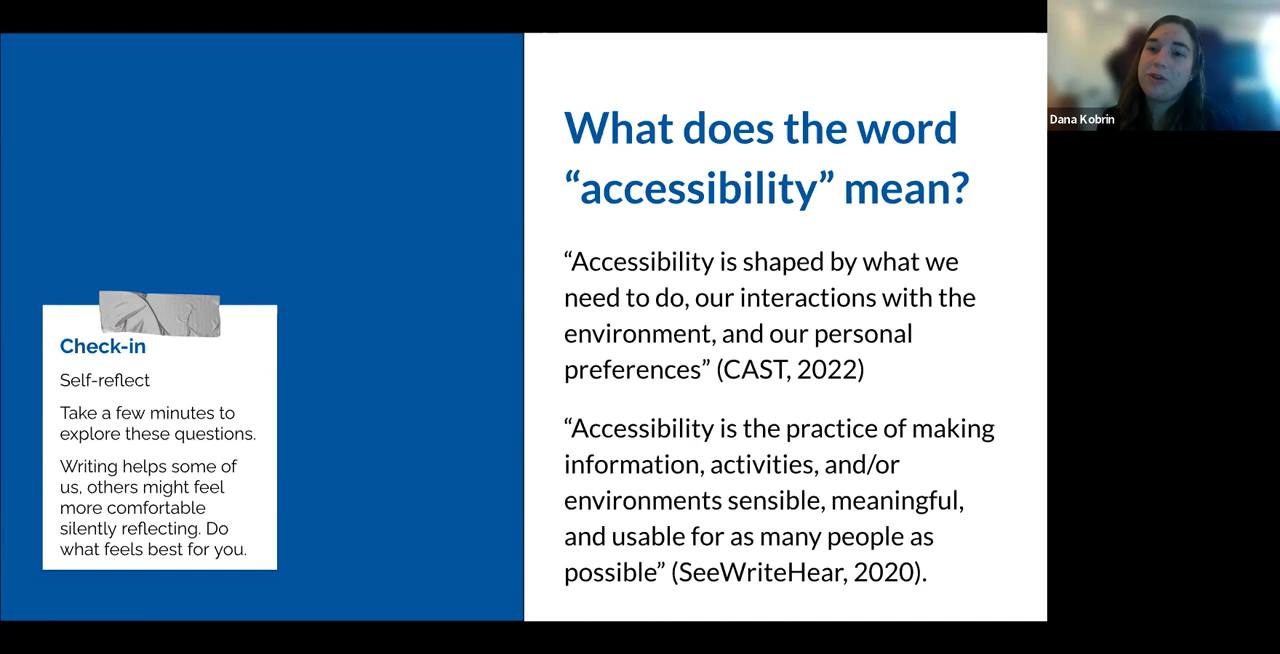 What does the word
“accessibility” mean?
“Accessibility is shaped by what we
need to do, our interactions with the
environment, and our personal
preferences” (CAST, 2022)
“Accessibility is the practice of making
information, activities, and/or
environments sensible, meaningful,
and usable for as many people as
possible” (SeeWriteHear, 2020).
Check-in
Self-reflect
Take a few minutes to
explore these questions.
Writing helps some of
us, others might feel
more comfortable
silently reflecting. Do
what feels best for you.
Dana Kobrin